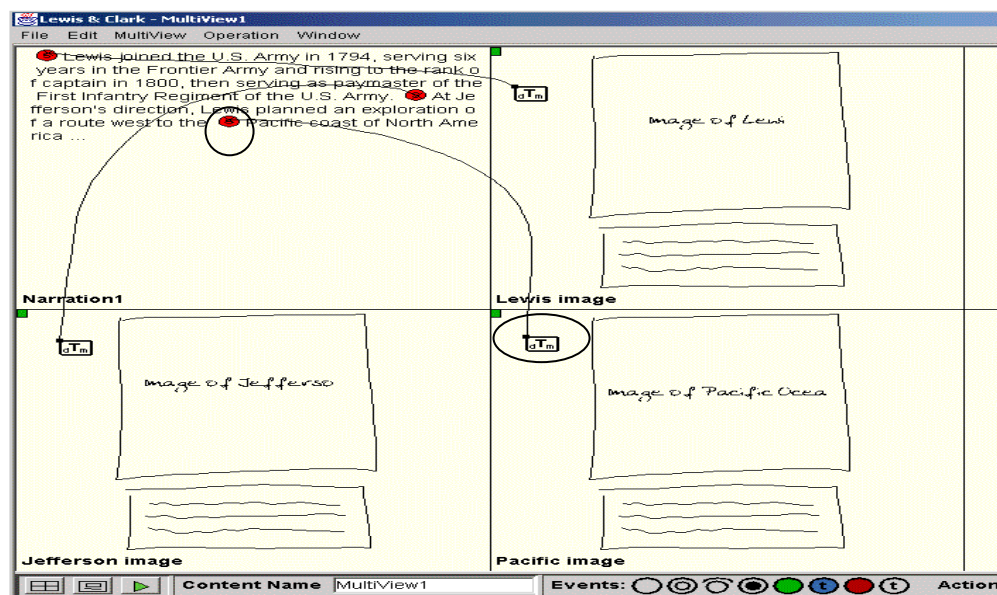 Lewis & Clark - MultiView1
File Edit MultiView Operation Window
Lewis joined the U.S. Army in 1794, serving six
years in the Frontier Army and rising to the rank o
f captain in 1800, then serving as paymaster of the
First Infantry Regiment of the U.S. Army. S At Je
fferson's direction, Lewis planned an exploration o
f a route west to the Pacific coast of North Ame
rica ...
Narration1
dTm
Image of Lewi
Lewis image
dTm
Image of Jefferso
Jefferson image
dTm
Image of Pacific Ocea
Pacific image
Content Name MultiView1 Events: t t Action